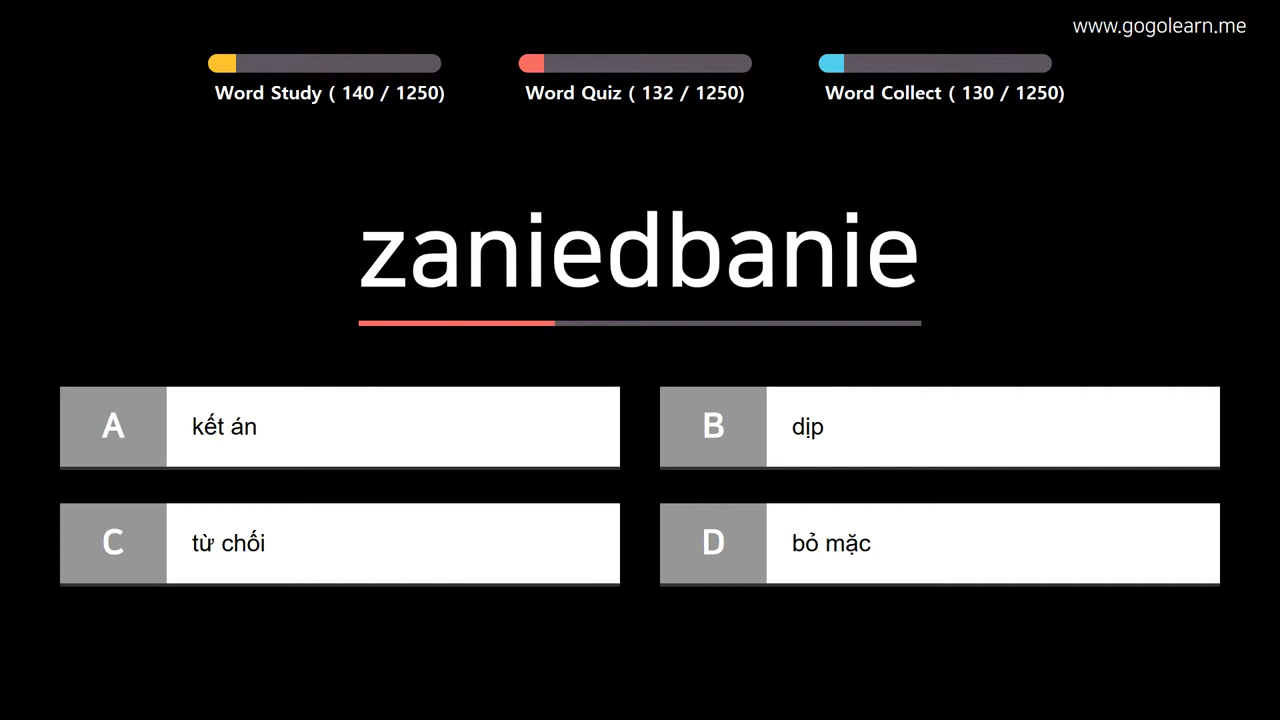 www.gogolearn.me
Word Study ( 140 / 1250)
Word Quiz ( 132 / 1250)
Word Collect ( 130 / 1250)
zaniedbanie
A kết án
B dịp
C từ chối
D bỏ mặc